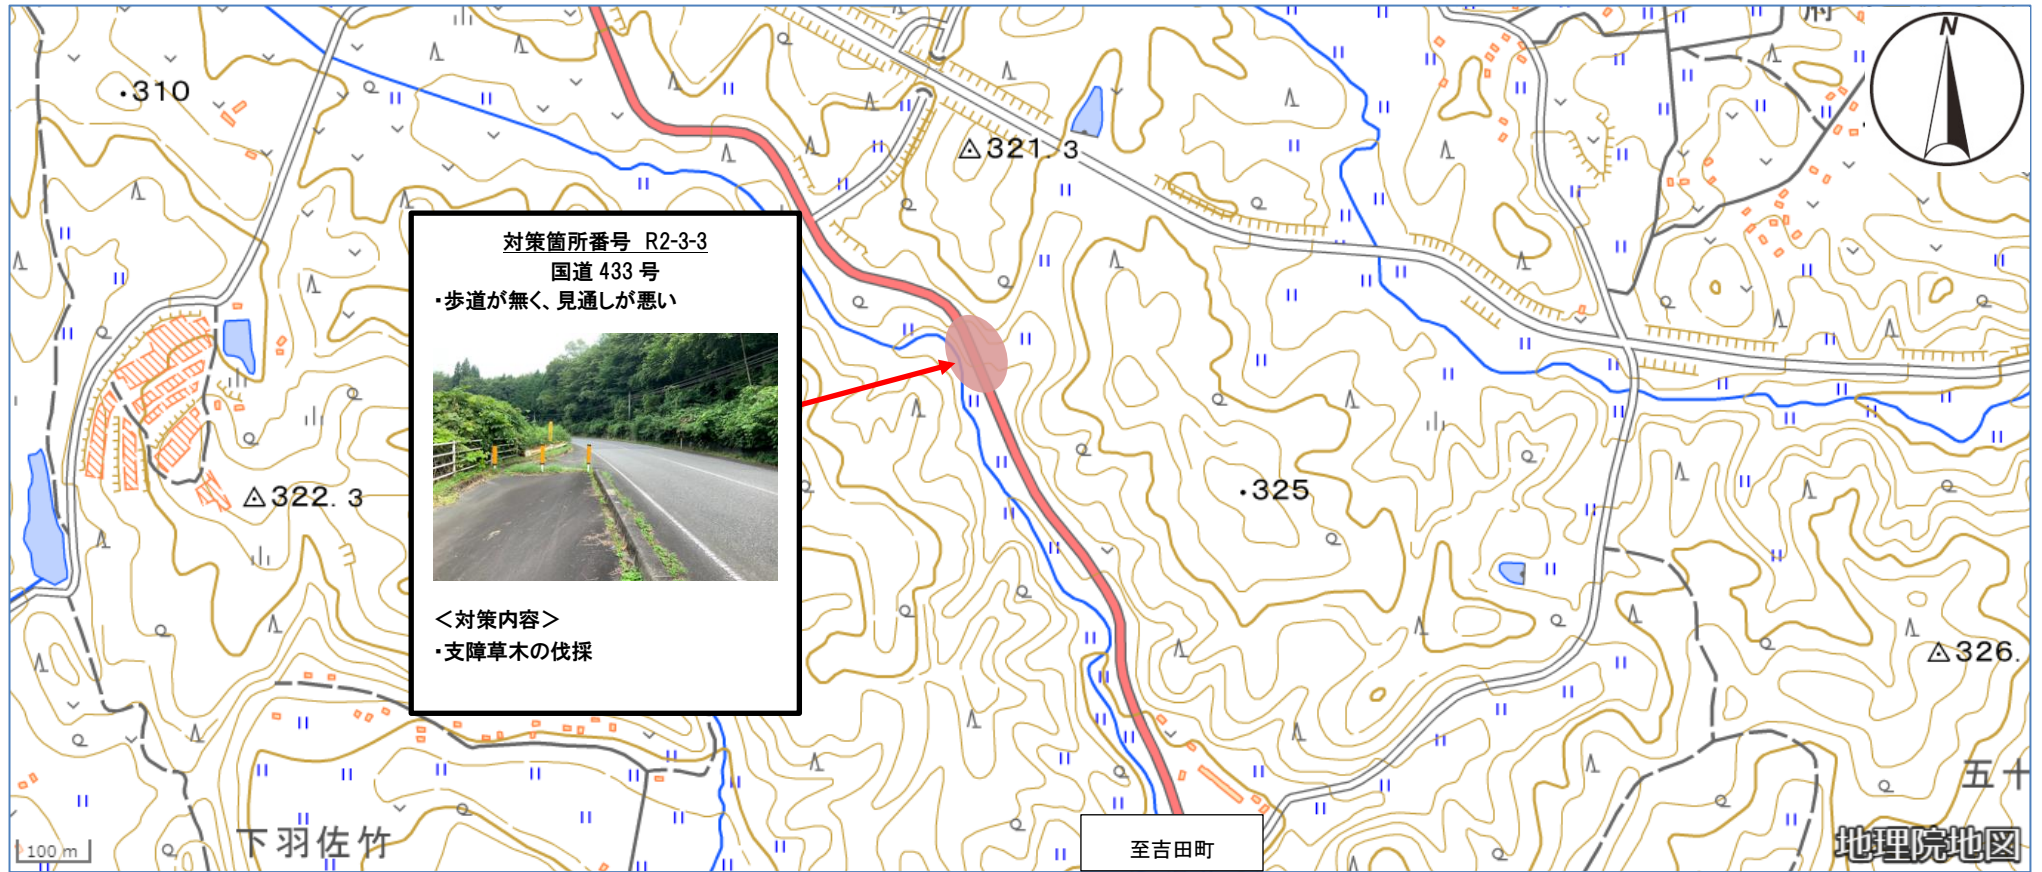 府
N
310
321.3
対策箇所番号 R2-3-3
国道 433 号
・歩道が無く、見通しが悪い
322.3
325
<対策内容>
・支障草木の伐採
326.
五十
下羽佐竹
100 m
至吉田町
地理院地図